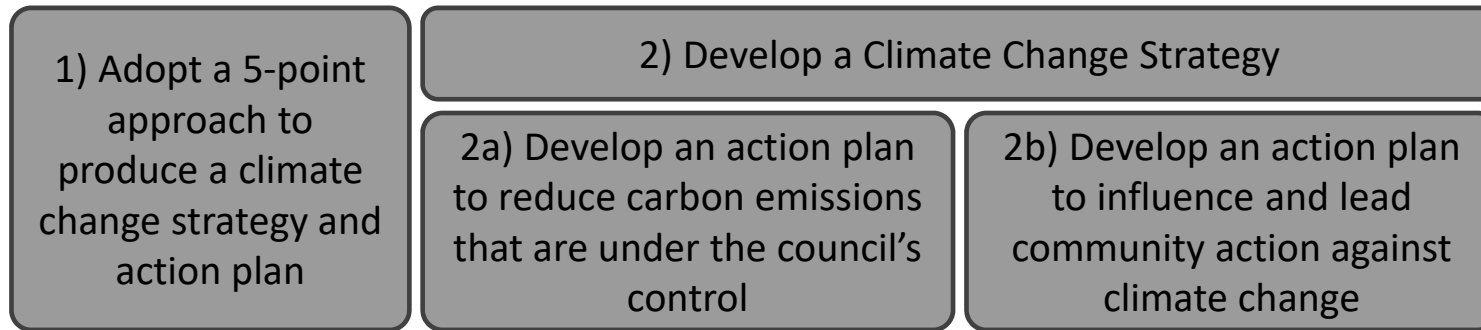 1) Adopt a 5-point
approach to
produce a climate
change strategy and
action plan
2) Develop a Climate Change Strategy
2a) Develop an action plan
to reduce carbon emissions
that are under the council’s
control
2b) Develop an action plan
to influence and lead
community action against
climate change